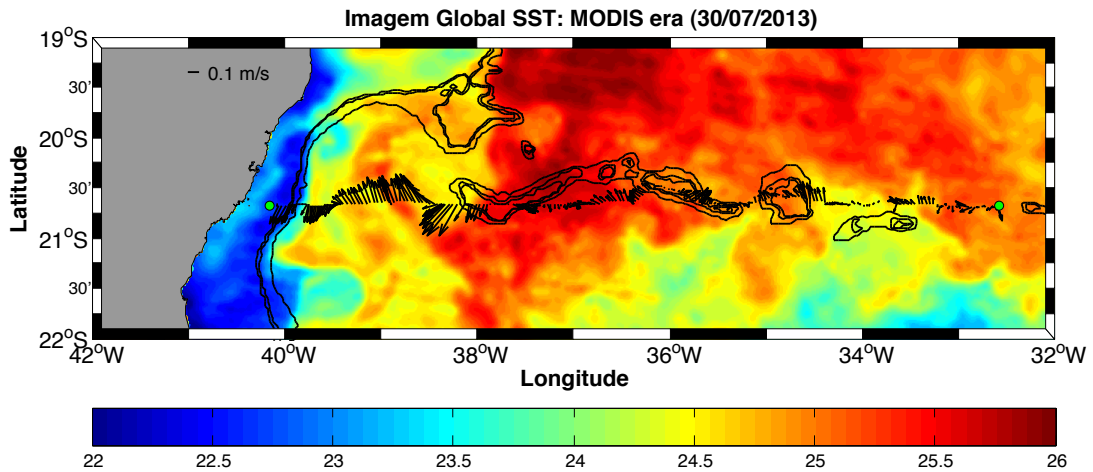 Imagem Global SST: MODIS era (30/07/2013)
19°S
0.1 m/s
30'
20°S
30'
21°S
30'
22°S
Latitude
42°W 40°W 38°W 36°W 34°W 32°W
Longitude
22 22.5 23 23.5 24 24.5 25 25.5 26